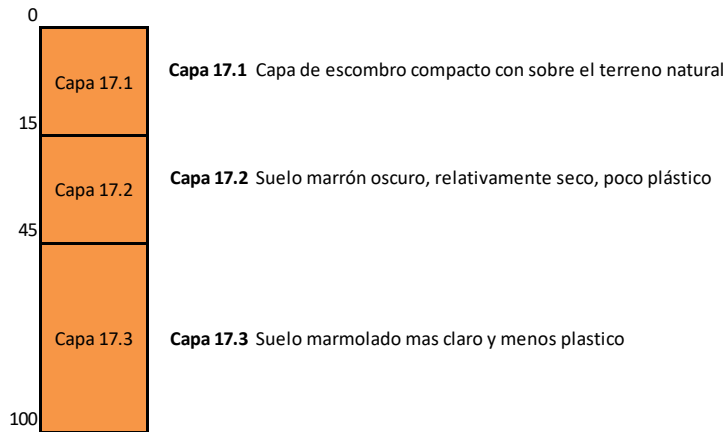 0
Capa 17.1
Capa 17.1 Capa de escombro compacto con sobre el terreno natural
15
Capa 17.2
Capa 17.2 Suelo marrón oscuro, relativamente seco, poco plástico
45
Capa 17.3
Capa 17.3 Suelo marmolado mas claro y menos plastico
100